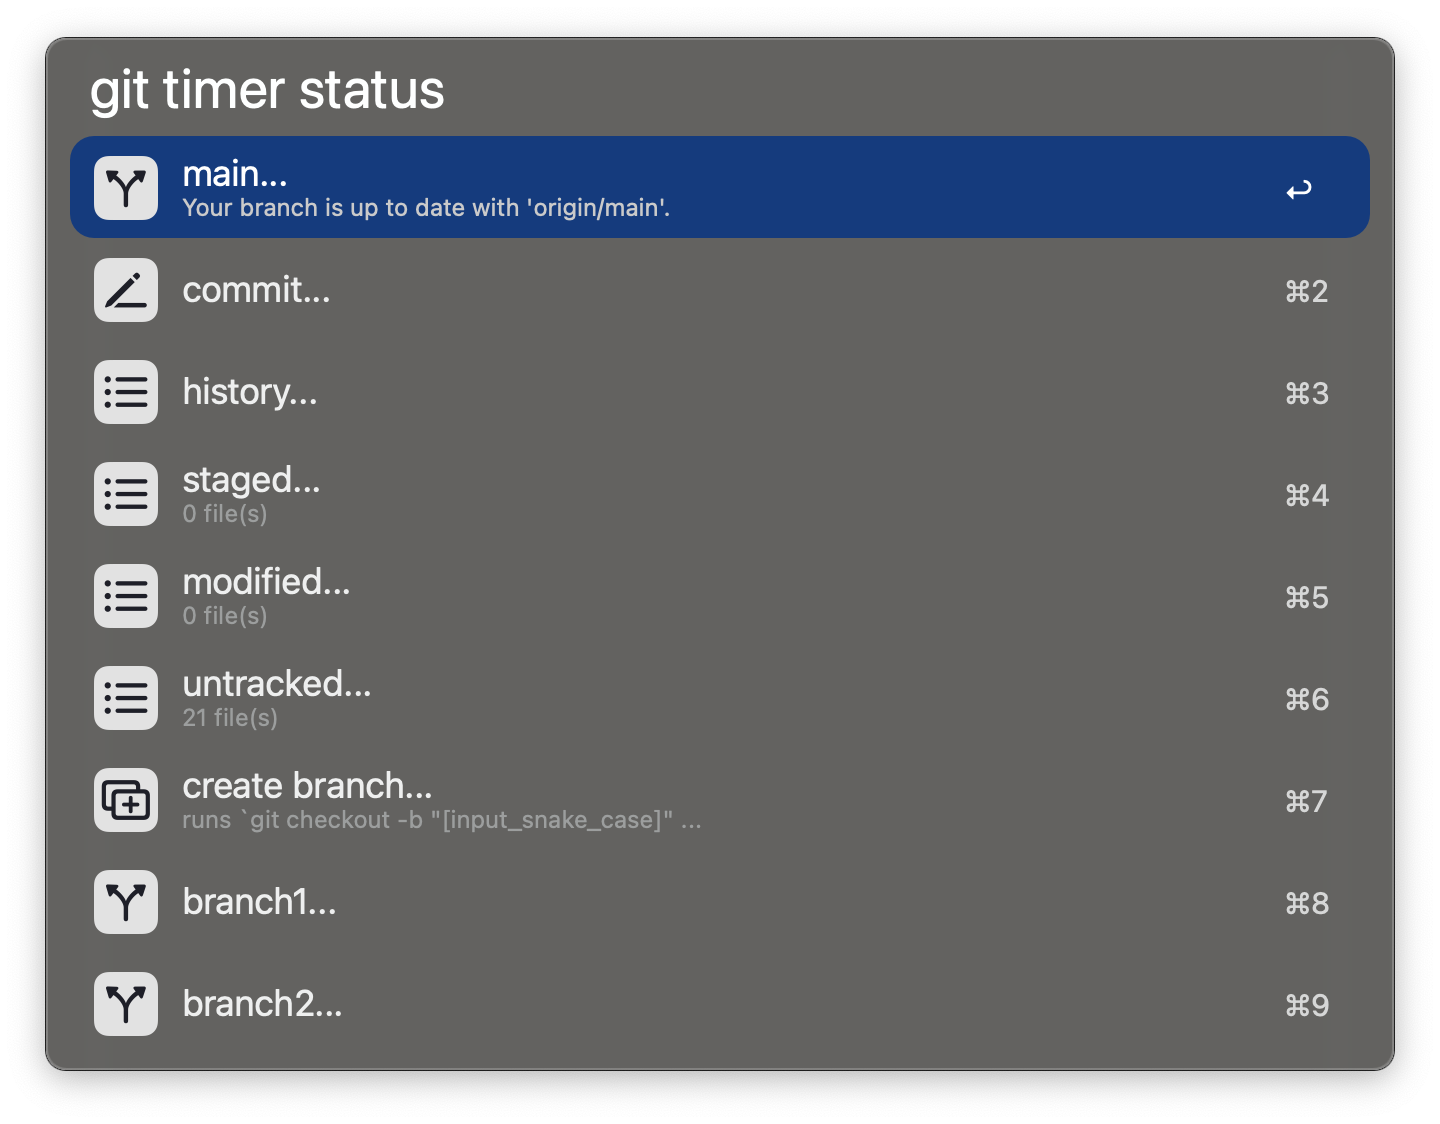 git timer status
main...
Your branch is up to date with 'origin/main'.
↩
commit...
⌘2
history...
⌘3
staged...
0 file(s)
⌘4
modified...
0 file(s)
⌘5
untracked...
21 file(s)
⌘6
create branch...
runs `git checkout -b "[input_snake_case]" ...
⌘7
branch1...
⌘8
branch2...
⌘9